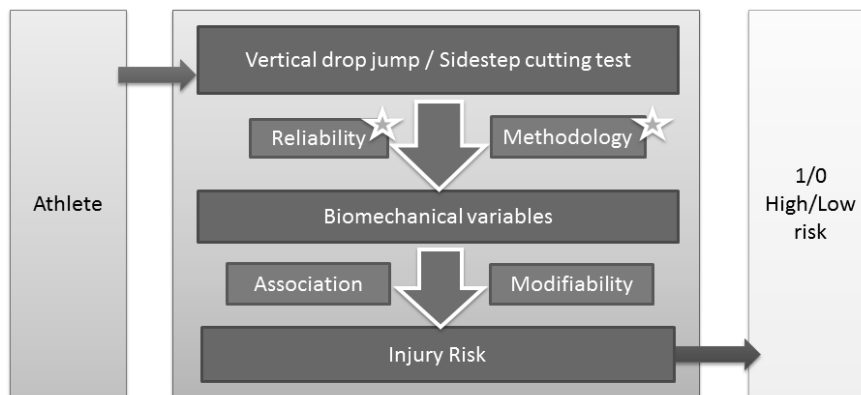 Vertical drop jump / Sidestep cutting test
Reliability
Methodology
Athlete
Biomechanical variables
1/0
High/Low
risk
Association
Modifiability
Injury Risk